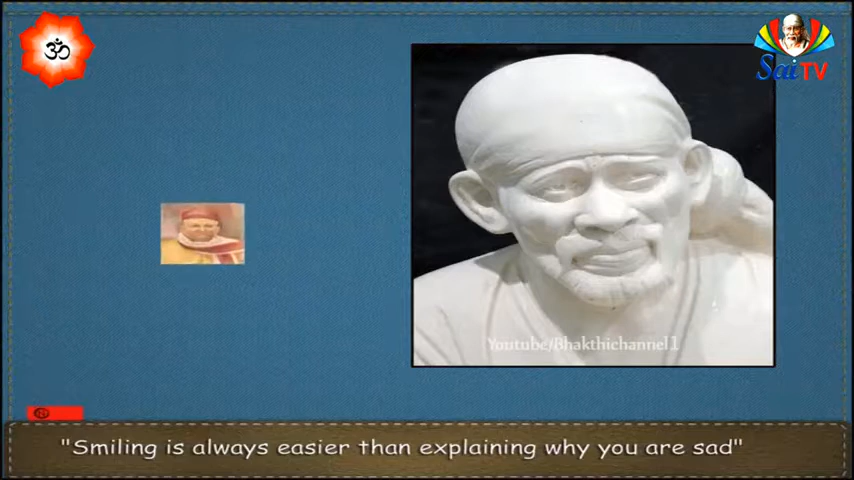 ॐ
Sai TV
Youtube/Bhakthichannel1
"Smiling is always easier than explaining why you are sad"